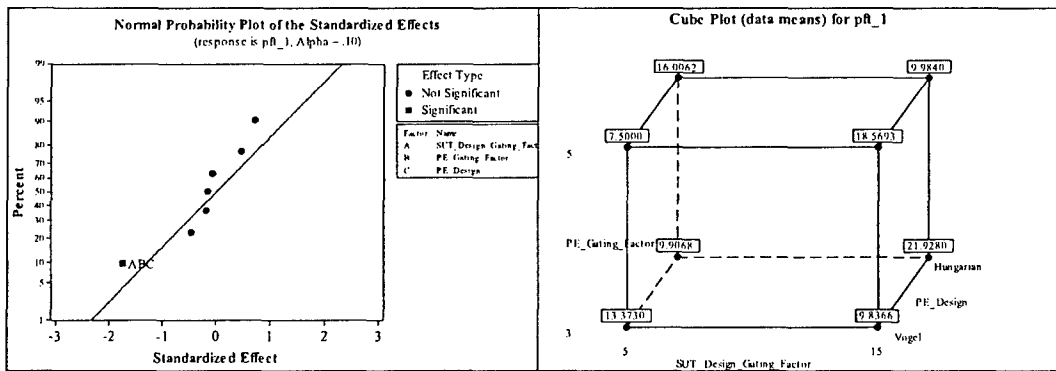 Normal Probability Plot of the Standardized Effects
(response is pft_1, Alpha = .10)
99
95
90
80
70
60
50
40
30
20
10
5
1
Percent
ABC
-3
-2
-1
0
1
2
3
Standardized Effect
Effect Type
Not Significant
Significant
Factor Name
A SUT_Design_Gating_Fact
B PE_Gating_Factor
C PE_Design
Cube Plot (data means) for pft_1
16.0062
9.9840
7.5000
18.5693
5
PE_Gating_Factor
9.9068
21.9280
Hungarian
PE_Design
13.3730
9.8366
3
Vogel
5
15
SUT_Design_Gating_Factor